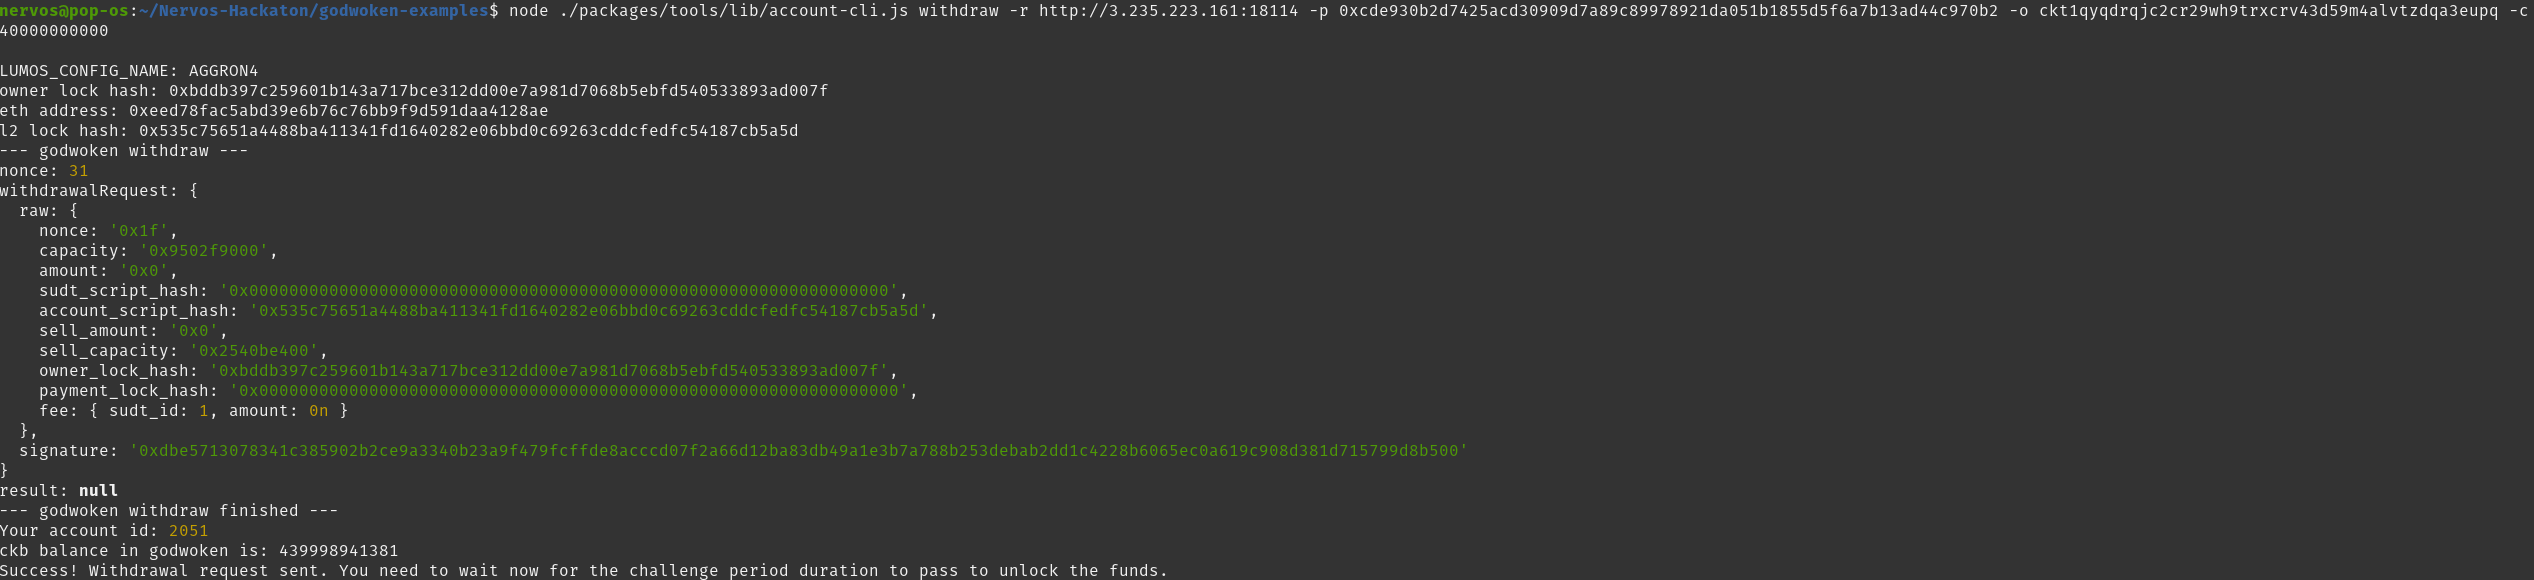 nervos@pop-os:~/Nervos-Hackaton/godwoken-examples$ node ./packages/tools/lib/account-cli.js withdraw -r http://3.235.223.161:18114 -p 0xcde930b2d7425acd30909d7a89c89978921da051b1855d5f6a7b13ad44c970b2 -o ckt1qyqdrqjc2cr29wh9trxcrv43d59m4alvtzdqa3eupq -c
40000000000
LUMOS_CONFIG_NAME: AGGRON4
owner lock hash: 0xbddb397c259601b143a717bce312dd00e7a981d7068b5ebfd540533893ad007f
eth address: 0xeed78fac5abd39e6b76c76bb9f9d591daa4128ae
l2 lock hash: 0x535c75651a4488ba411341fd1640282e06bbd0c69263cddcfedfc54187cb5a5d
--- godwoken withdraw ---
nonce: 31
withdrawalRequest: {
raw: {
nonce: '0x1f',
capacity: '0x9502f9000',
amount: '0x0',
sudt_script_hash: '0x0000000000000000000000000000000000000000000000000000000000000000',
account_script_hash: '0x535c75651a4488ba411341fd1640282e06bbd0c69263cddcfedfc54187cb5a5d',
sell_amount: '0x0',
sell_capacity: '0x2540be400',
owner_lock_hash: '0xbddb397c259601b143a717bce312dd00e7a981d7068b5ebfd540533893ad007f',
payment_lock_hash: '0x0000000000000000000000000000000000000000000000000000000000000000',
fee: { sudt_id: 1, amount: 0n }
},
signature: '0xdbe5713078341c385902b2ce9a3340b23a9f479fcffde8acccd07f2a66d12ba83db49a1e3b7a788b253debab2dd1c4228b6065ec0a619c908d381d715799d8b500'
}
result: null
--- godwoken withdraw finished ---
Your account id: 2051
ckb balance in godwoken is: 439998941381
Success! Withdrawal request sent. You need to wait now for the challenge period duration to pass to unlock the funds.